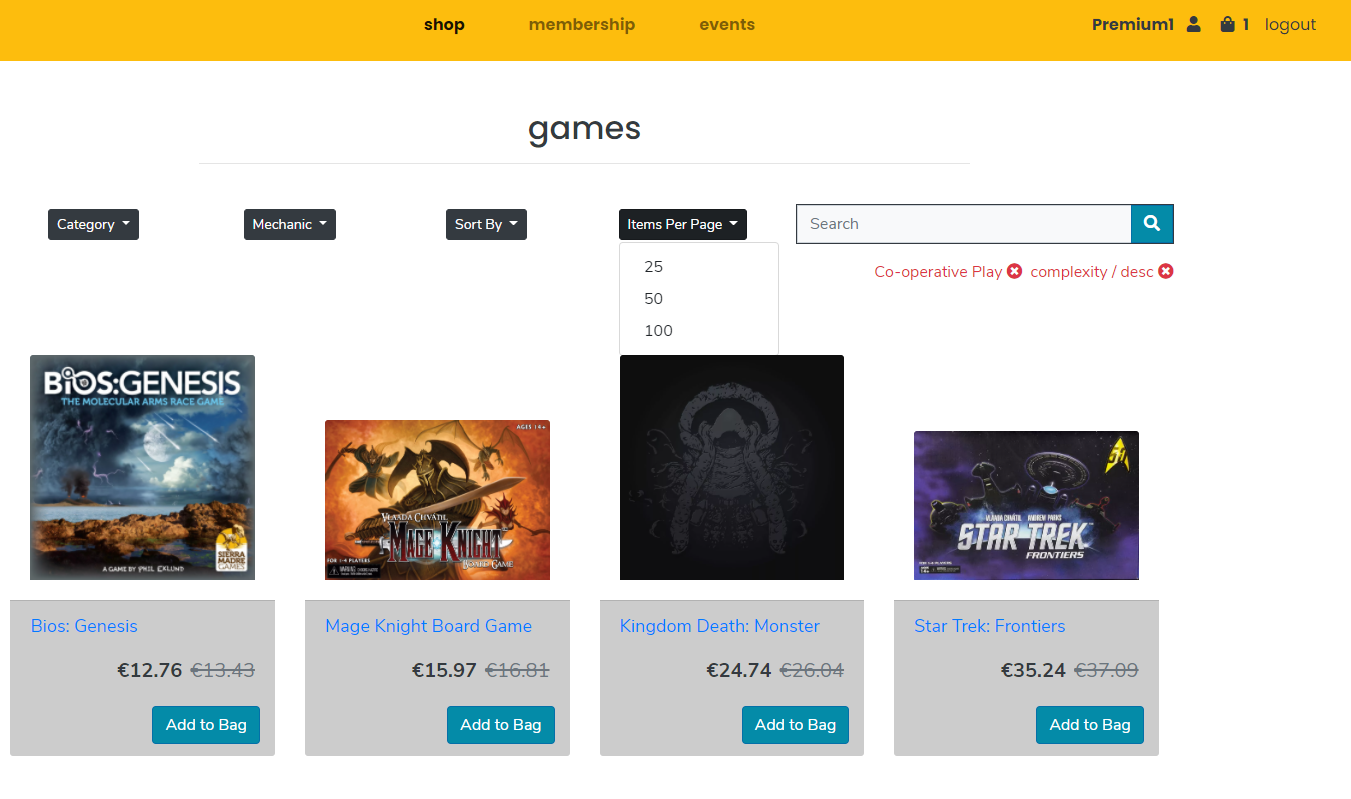 shop membership events Premium1 1 logout
games
Category Mechanic Sort By Items Per Page Search
25
50
100
Co-operative Play complexity / desc
BIOS:GENESIS
THE MOLECULAR ARMS RACE GAME
SIERRA
MADRE
GAMES
A GAME BY PHIL EKLUND
AGES 14+
VLAADA CHVÁTIL
MAGE KNIGHT
BOARD GAME
FOR 1-4 PLAYERS
VLAADA CHVÁTIL ANDREW PARKS
STAR TREK
FRONTIERS
Bios: Genesis
€12.76 €13.43
Add to Bag
Mage Knight Board Game
€15.97 €16.81
Add to Bag
Kingdom Death: Monster
€24.74 €26.04
Add to Bag
Star Trek: Frontiers
€35.24 €37.09
Add to Bag